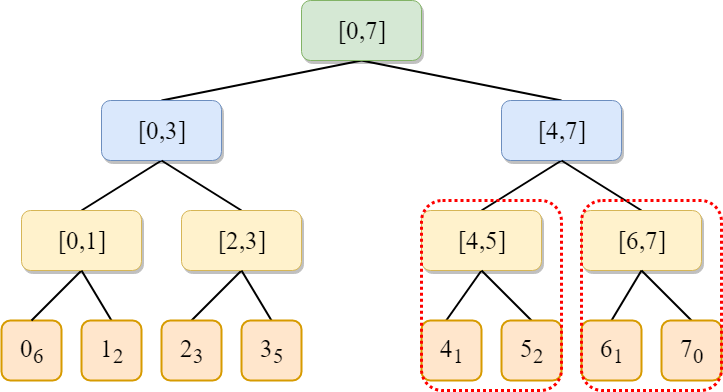 [0,7]
[0,3] [4,7]
[0,1] [2,3] [4,5] [6,7]
0₆ 1₂ 2₃ 3₅ 4₁ 5₂ 6₁ 7₀